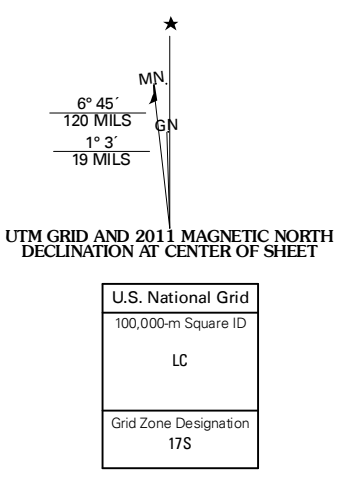 ★
MN.
6° 45´
120 MILS
GN
1° 3´
19 MILS
UTM GRID AND 2011 MAGNETIC NORTH
DECLINATION AT CENTER OF SHEET
U.S. National Grid
100,000-m Square ID
LC
Grid Zone Designation
17S